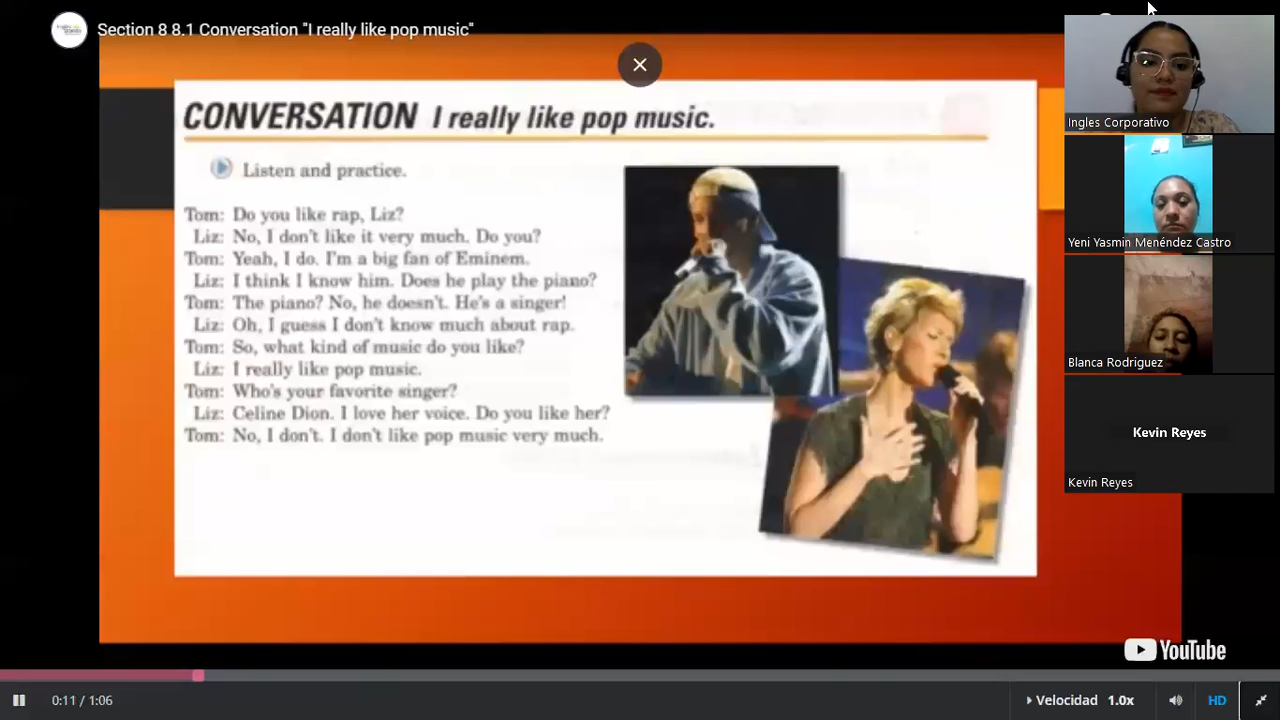 Section 8 8.1 Conversation "I really like pop music"
CONVERSATION I really like pop music.
Listen and practice.
Tom: Do you like rap, Liz?
Liz: No, I don't like it very much. Do you?
Tom: Yeah, I do. I'm a big fan of Eminem.
Liz: I think I know him. Does he play the piano?
Tom: The piano? No, he doesn't. He's a singer!
Liz: Oh, I guess I don't know much about rap.
Tom: So, what kind of music do you like?
Liz: I really like pop music.
Tom: Who's your favorite singer?
Liz: Celine Dion. I love her voice. Do you like her?
Tom: No, I don't. I don't like pop music very much.
Ingles Corporativo
Yeni Yasmin Menéndez Castro
Blanca Rodriguez
Kevin Reyes
Kevin Reyes
YouTube
0:11 / 1:06
Velocidad 1.0x
HD